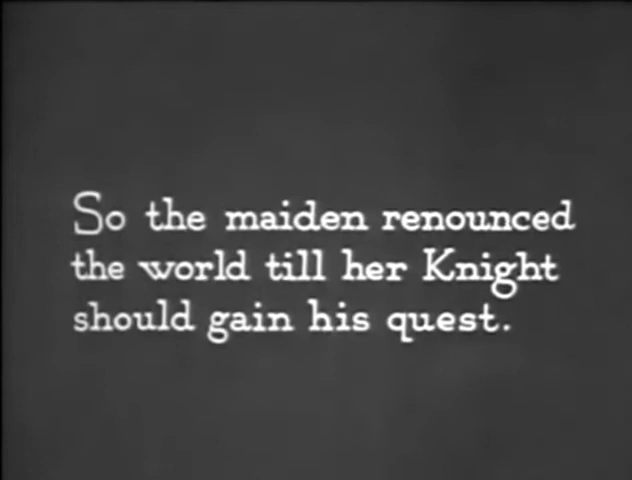 So the maiden renounced
the world till her Knight
should gain his quest.